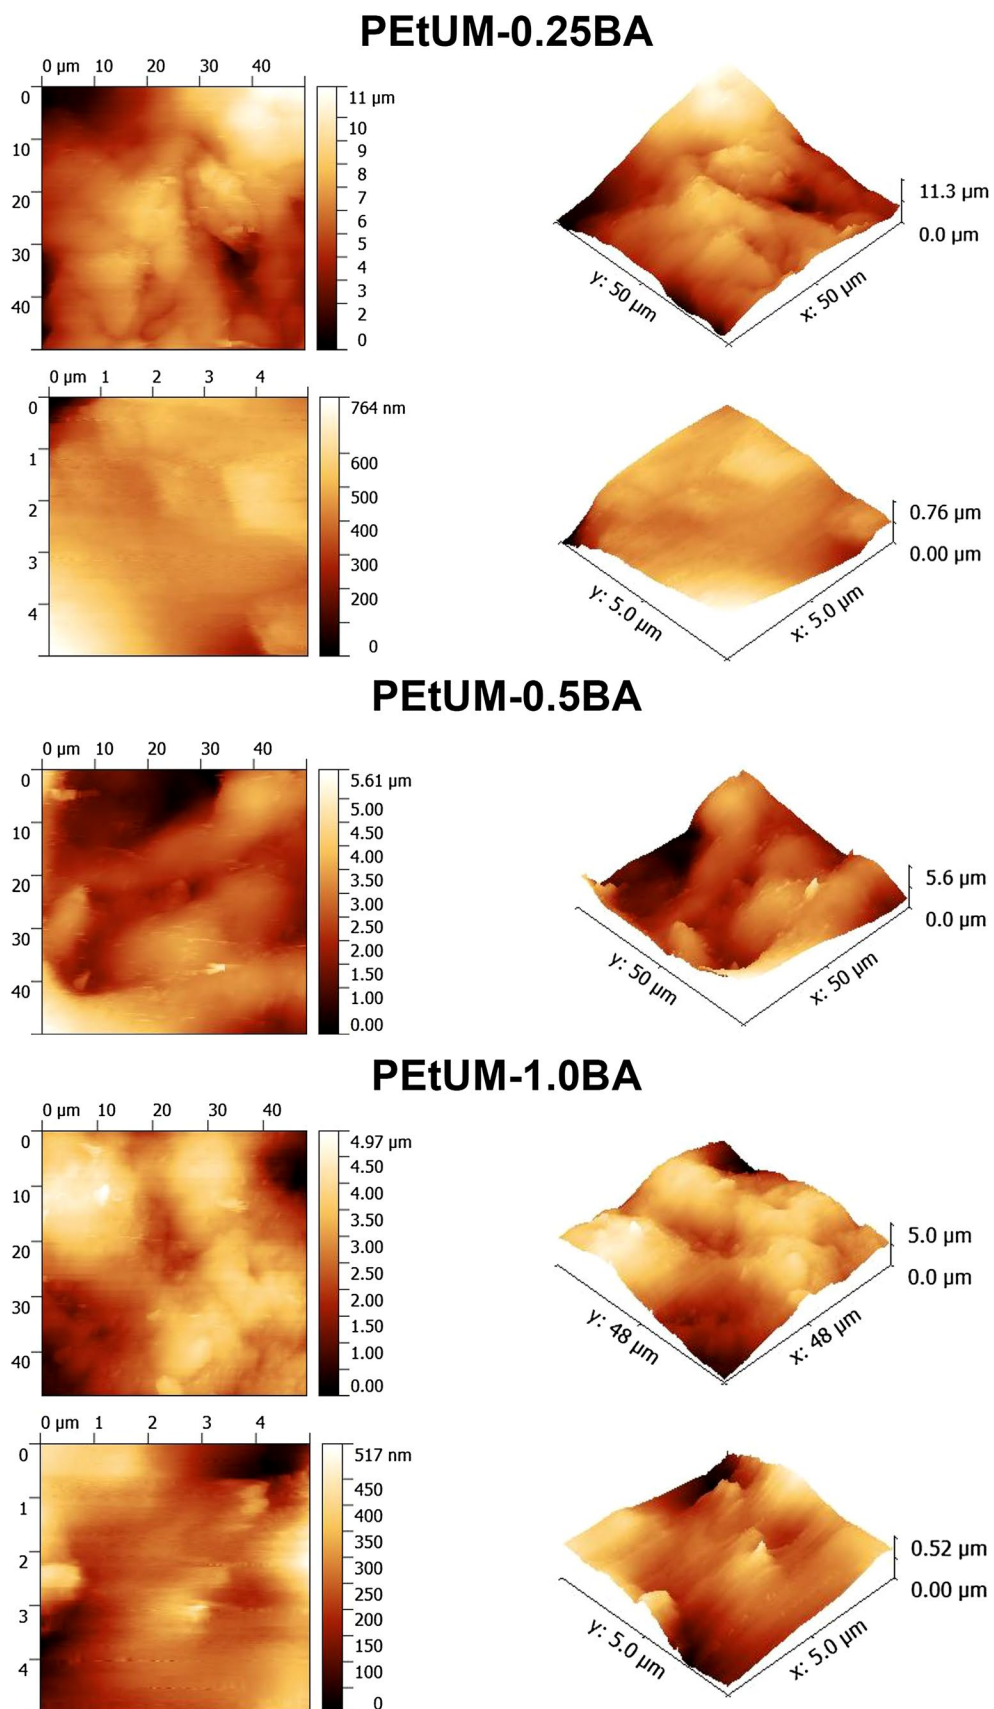 PEtUM-0.25BA
0 µm 10 20 30 40
0
10
20
30
40
11 µm
10
9
8
7
6
5
4
3
2
0
11.3 µm
0.0 µm
y: 50 µm
x: 50 µm
0 µm 1 2 3 4
0
1
2
3
4
764 nm
600
500
400
300
200
0
0.76 µm
0.00 µm
y: 5.0 µm
x: 5.0 µm
PEtUM-0.5BA
0 µm 10 20 30 40
0
10
20
30
40
5.61 µm
5.00
4.50
4.00
3.50
3.00
2.50
2.00
1.50
1.00
0.00
5.6 µm
0.0 µm
y: 50 µm
x: 50 µm
PEtUM-1.0BA
0 µm 10 20 30 40
0
10
20
30
40
4.97 µm
4.50
4.00
3.50
3.00
2.50
2.00
1.50
1.00
0.00
5.0 µm
0.0 µm
y: 48 µm
x: 48 µm
0 µm 1 2 3 4
0
1
2
3
4
517 nm
450
400
350
300
250
200
150
100
0
0.52 µm
0.00 µm
y: 5.0 µm
x: 5.0 µm